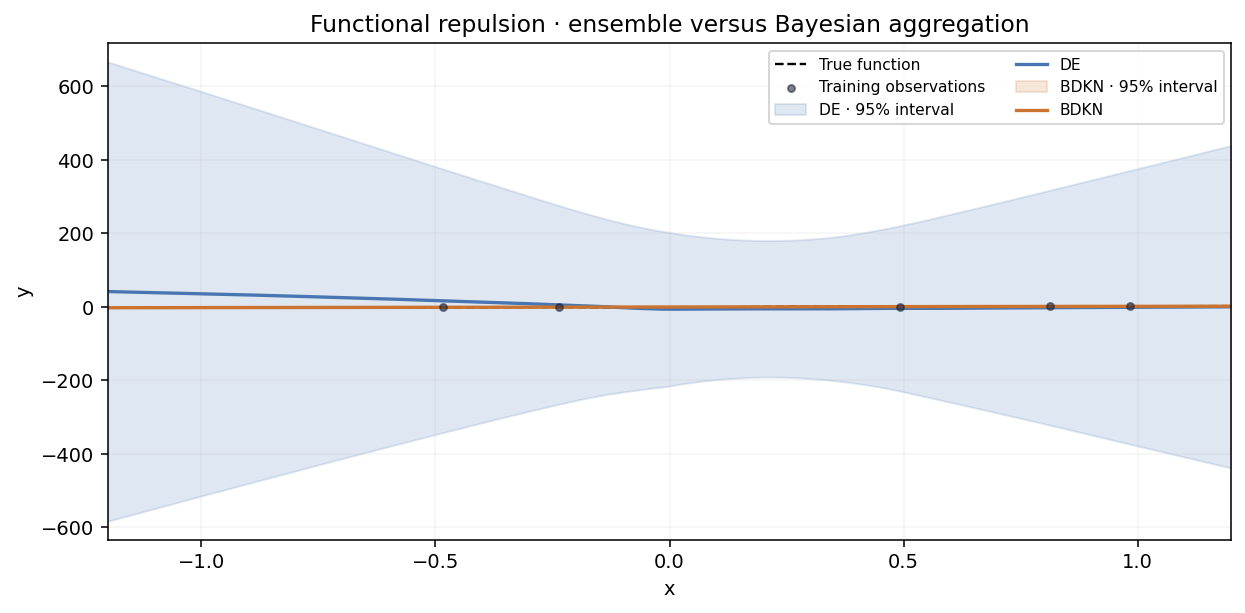 Functional repulsion · ensemble versus Bayesian aggregation
True function
Training observations
DE · 95% interval
DE
BDKN · 95% interval
BDKN
y
600
400
200
0
−200
−400
−600
−1.0 −0.5 0.0 0.5 1.0
x